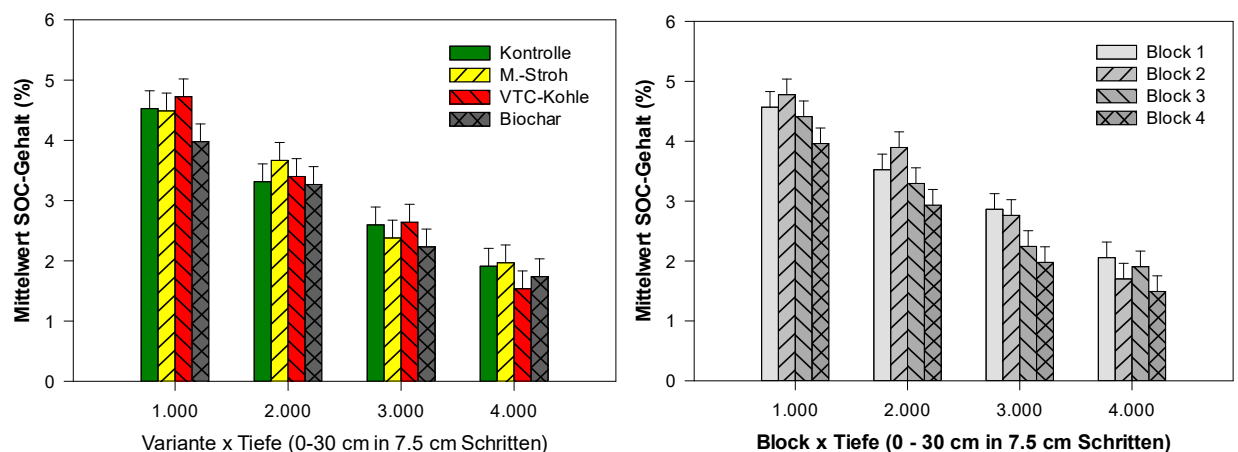 Mittelwert SOC-Gehalt (%)
6
5
4
3
2
1
0
Kontrolle
M.-Stroh
VTC-Kohle
Biochar
1.000 2.000 3.000 4.000
Variante x Tiefe (0-30 cm in 7.5 cm Schritten)
Mittelwert SOC-Gehalt (%)
6
5
4
3
2
1
0
Block 1
Block 2
Block 3
Block 4
1.000 2.000 3.000 4.000
Block x Tiefe (0 - 30 cm in 7.5 cm Schritten)